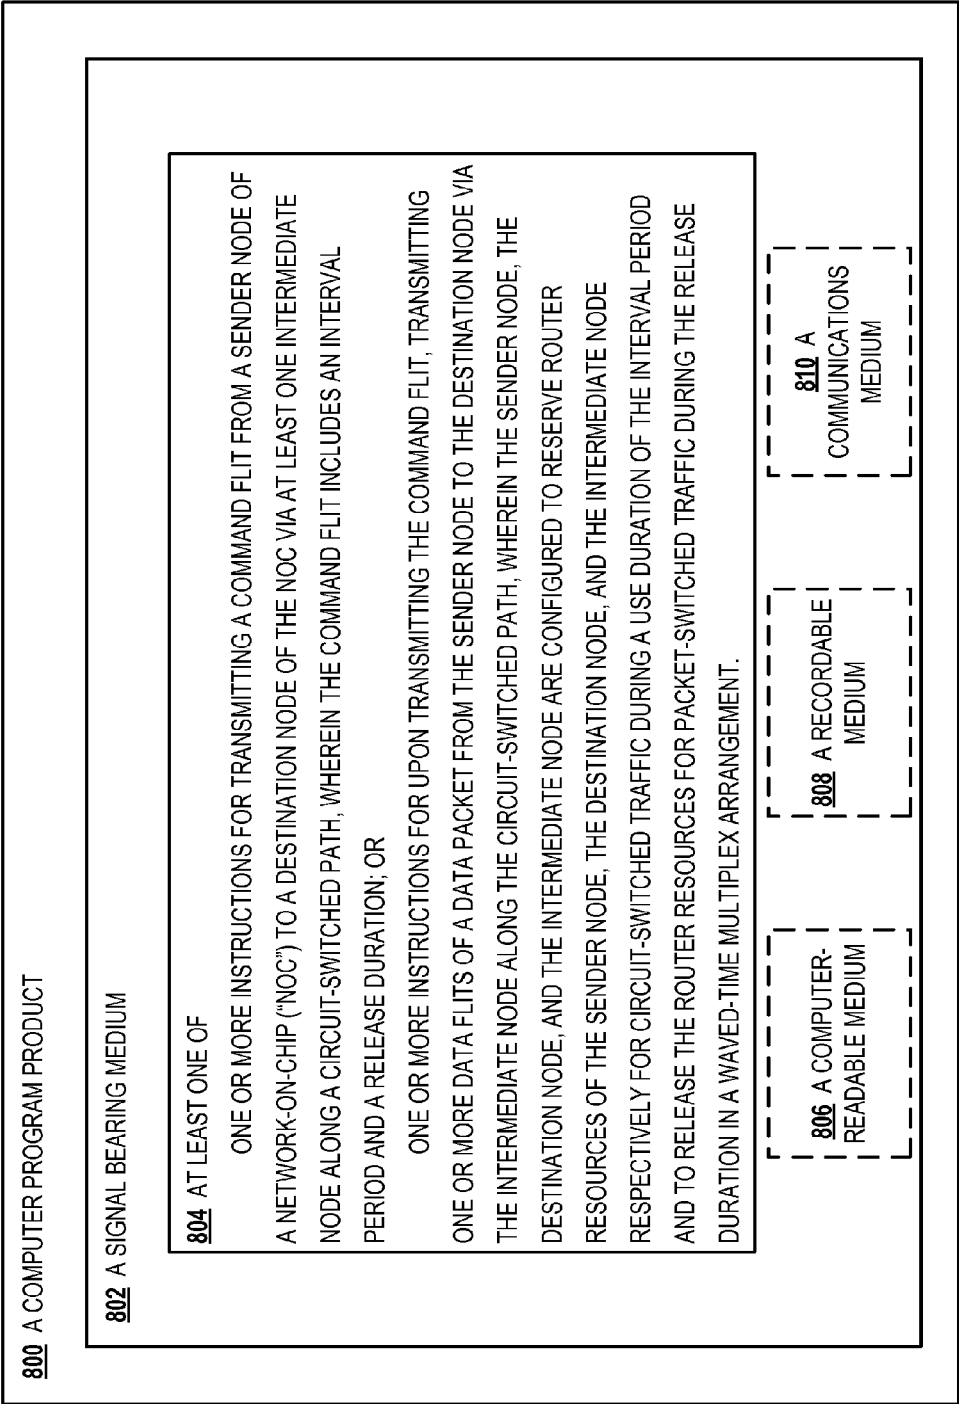 800 A COMPUTER PROGRAM PRODUCT
802 A SIGNAL BEARING MEDIUM
804 AT LEAST ONE OF
ONE OR MORE INSTRUCTIONS FOR TRANSMITTING A COMMAND FLIT FROM A SENDER NODE OF
A NETWORK-ON-CHIP ("NOC") TO A DESTINATION NODE OF THE NOC VIA AT LEAST ONE INTERMEDIATE
NODE ALONG A CIRCUIT-SWITCHED PATH, WHEREIN THE COMMAND FLIT INCLUDES AN INTERVAL
PERIOD AND A RELEASE DURATION; OR
ONE OR MORE INSTRUCTIONS FOR UPON TRANSMITTING THE COMMAND FLIT, TRANSMITTING
ONE OR MORE DATA FLITS OF A DATA PACKET FROM THE SENDER NODE TO THE DESTINATION NODE VIA
THE INTERMEDIATE NODE ALONG THE CIRCUIT-SWITCHED PATH, WHEREIN THE SENDER NODE, THE
DESTINATION NODE, AND THE INTERMEDIATE NODE ARE CONFIGURED TO RESERVE ROUTER
RESOURCES OF THE SENDER NODE, THE DESTINATION NODE, AND THE INTERMEDIATE NODE
RESPECTIVELY FOR CIRCUIT-SWITCHED TRAFFIC DURING A USE DURATION OF THE INTERVAL PERIOD
AND TO RELEASE THE ROUTER RESOURCES FOR PACKET-SWITCHED TRAFFIC DURING THE RELEASE
DURATION IN A WAVED-TIME MULTIPLEX ARRANGEMENT.
806 A COMPUTER-
READABLE MEDIUM
808 A RECORDABLE
MEDIUM
810 A
COMMUNICATIONS
MEDIUM